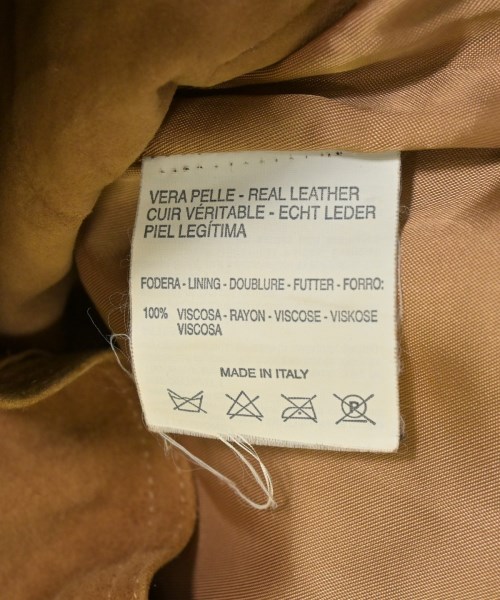 VERA PELLE - REAL LEATHER
CUIR VÉRITABLE - ECHT LEDER
PIEL LEGÍTIMA
FODERA - LINING - DOUBLURE - FUTTER - FORRO:
100% VISCOSA - RAYON - VISCOSE - VISKOSE
VISCOSA
MADE IN ITALY
P